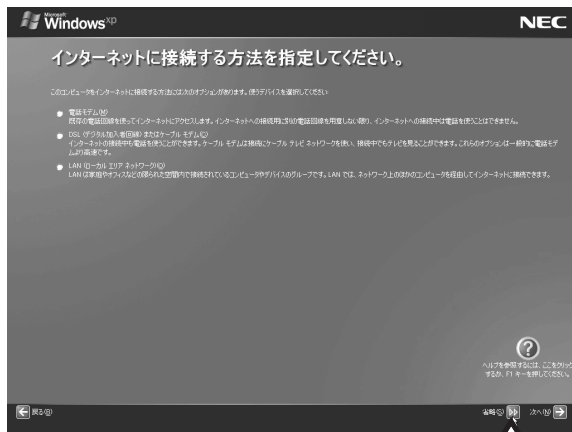 Microsoft
Windows xp
NEC
インターネットに接続する方法を指定してください。
このコンピュータをインターネットに接続する方法には次のオプションがあります。使うデバイスを選択してください:
電話モデム(M)
既存の電話回線を使ってインターネットにアクセスします。インターネットへの接続用に別の電話回線を用意しない限り、インターネットへの接続中は電話を使うことはできません。
DSL (デジタル加入者回線) またはケーブル モデム(C)
インターネットの接続中も電話を使うことができます。ケーブル モデムは接続にケーブル テレビ ネットワークを使い、接続中でもテレビを見ることができます。これらのオプションは一般的に電話モデ
ムより高速です。
LAN (ローカル エリア ネットワーク)(O)
LAN は家庭やオフィスなどの限られた空間内で接続されているコンピュータやデバイスのグループです。LAN では、ネットワーク上のほかのコンピュータを経由してインターネットに接続できます。
ヘルプを参照するには、ここをクリック
するか、F1 キーを押してください。
戻る(B)
省略(S)
次へ(N)